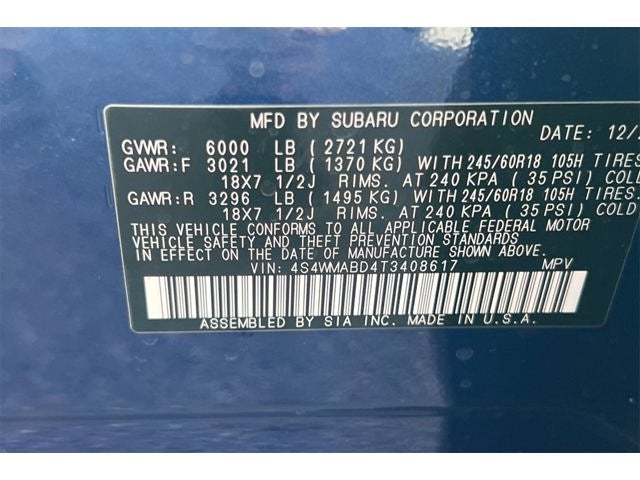 MFD BY SUBARU CORPORATION
DATE: 12/
GVWR: 6000 LB ( 2721 KG)
GAWR:F 3021 LB ( 1370 KG) WITH 245/60R18 105H TIRES
18X7 1/2J RIMS. AT 240 KPA ( 35 PSI) COLD
GAWR:R 3296 LB ( 1495 KG) WITH 245/60R18 105H TIRES.
18X7 1/2J RIMS. AT 240 KPA ( 35 PSI) COLD
THIS VEHICLE CONFORMS TO ALL APPLICABLE FEDERAL MOTOR
VEHICLE SAFETY AND THEFT PREVENTION STANDARDS
IN EFFECT ON THE DATE OF MANUFACTURE SHOWN ABOVE.
VIN: 4S4WMABD4T3408617 MPV
ASSEMBLED BY SIA INC. MADE IN U.S.A.